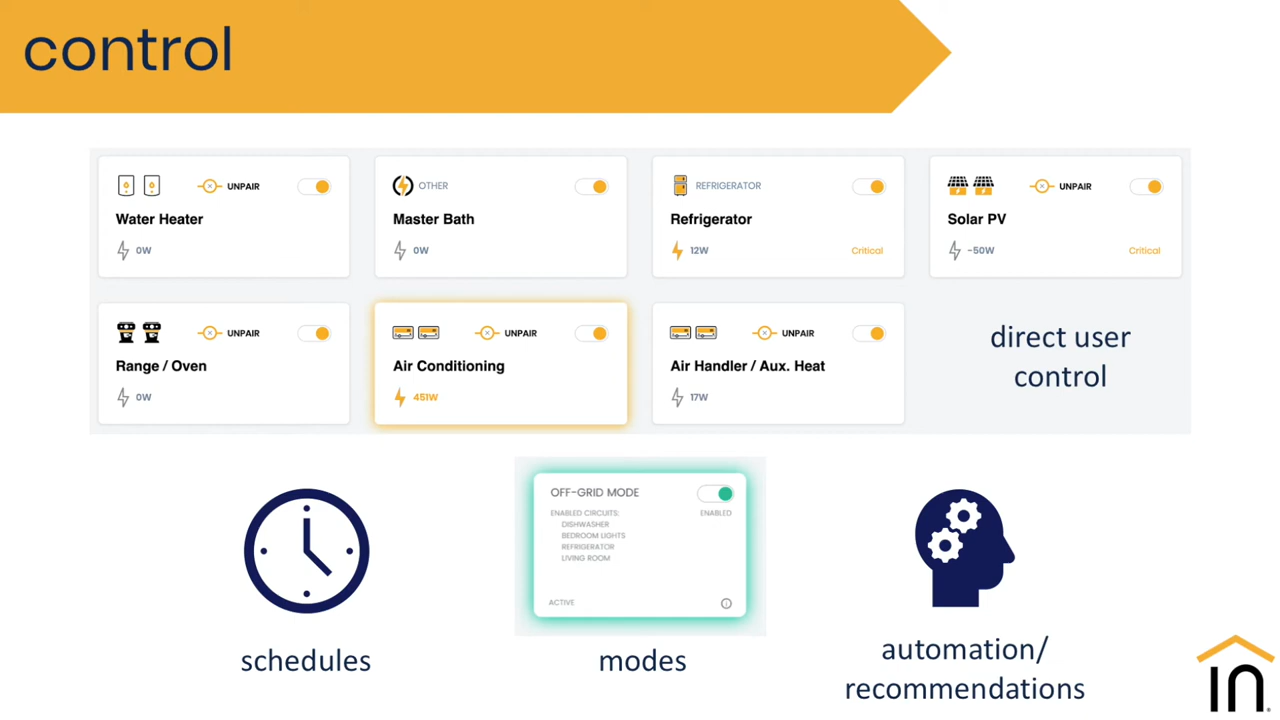 control
UNPAIR
Water Heater
0W
OTHER
Master Bath
0W
REFRIGERATOR
Refrigerator
12W
Critical
UNPAIR
Solar PV
-50W
Critical
UNPAIR
Range / Oven
0W
UNPAIR
Air Conditioning
451W
UNPAIR
Air Handler / Aux. Heat
17W
direct user
control
OFF-GRID MODE
ENABLED CIRCUITS:
ENABLED
DISHWASHER
BEDROOM LIGHTS
REFRIGERATOR
LIVING ROOM
ACTIVE
schedules
modes
automation/
recommendations
IN